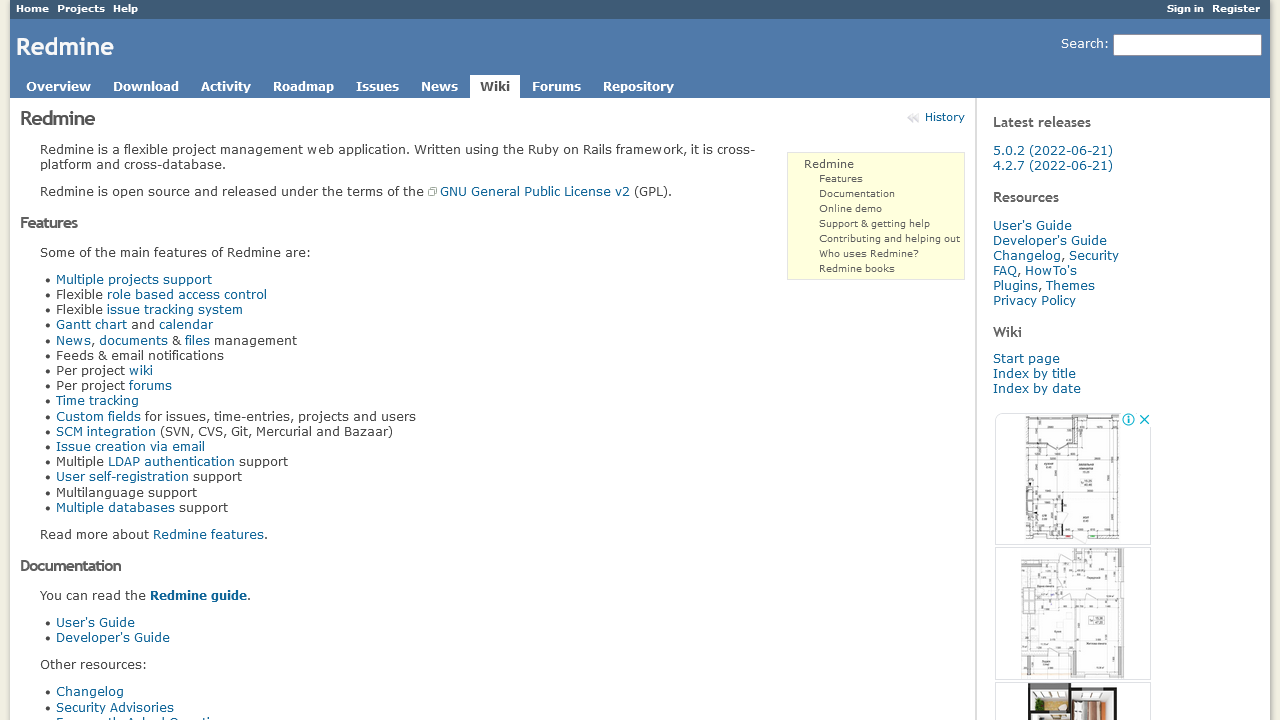 Home Projects Help Sign in Register
Redmine
Search:
Overview Download Activity Roadmap Issues News Wiki Forums Repository
Redmine
History
Redmine is a flexible project management web application. Written using the Ruby on Rails framework, it is cross-
platform and cross-database.
Redmine is open source and released under the terms of the GNU General Public License v2 (GPL).
Redmine
Features
Documentation
Online demo
Support & getting help
Contributing and helping out
Who uses Redmine?
Redmine books
Features
Some of the main features of Redmine are:
Multiple projects support
Flexible role based access control
Flexible issue tracking system
Gantt chart and calendar
News, documents & files management
Feeds & email notifications
Per project wiki
Per project forums
Time tracking
Custom fields for issues, time-entries, projects and users
SCM integration (SVN, CVS, Git, Mercurial and Bazaar)
Issue creation via email
Multiple LDAP authentication support
User self-registration support
Multilanguage support
Multiple databases support
Read more about Redmine features.
Documentation
You can read the Redmine guide.
User's Guide
Developer's Guide
Other resources:
Changelog
Security Advisories
Latest releases
5.0.2 (2022-06-21)
4.2.7 (2022-06-21)
Resources
User's Guide
Developer's Guide
Changelog, Security
FAQ, HowTo's
Plugins, Themes
Privacy Policy
Wiki
Start page
Index by title
Index by date